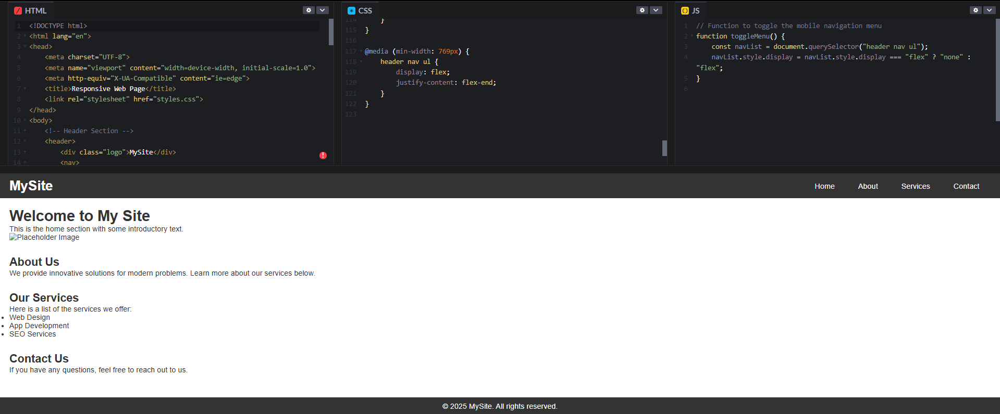 HTML
1 <!DOCTYPE html>
2 <html lang="en">
3 <head>
4 <meta charset="UTF-8">
5 <meta name="viewport" content="width=device-width, initial-scale=1.0">
6 <meta http-equiv="X-UA-Compatible" content="ie=edge">
7 <title>Responsive Web Page</title>
8 <link rel="stylesheet" href="styles.css">
9 </head>
10 <body>
11 <!-- Header Section -->
12 <header>
13 <div class="logo">MySite</div>
14 <nav>
CSS
114 }
115 }
116
117 @media (min-width: 769px) {
118 header nav ul {
119 display: flex;
120 justify-content: flex-end;
121 }
122 }
123
JS
1 // Function to toggle the mobile navigation menu
2 function toggleMenu() {
3 const navList = document.querySelector("header nav ul");
4 navList.style.display = navList.style.display === "flex" ? "none" :
"flex";
5 }
6
MySite
Home About Services Contact
Welcome to My Site
This is the home section with some introductory text.
Placeholder Image
About Us
We provide innovative solutions for modern problems. Learn more about our services below.
Our Services
Here is a list of the services we offer:
• Web Design
• App Development
• SEO Services
Contact Us
If you have any questions, feel free to reach out to us.
© 2025 MySite. All rights reserved.